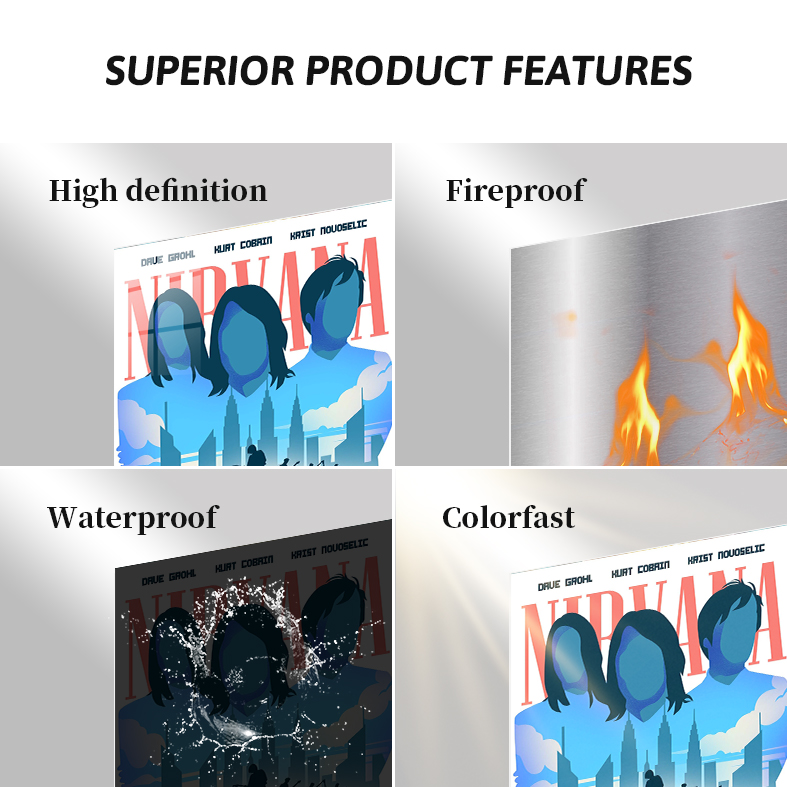 SUPERIOR PRODUCT FEATURES
High definition
Fireproof
DAVE GROHL KURT COBAIN KRIST NOVOSELIC
NIRVANA
Waterproof
Colorfast
DAVE GROHL KURT COBAIN KRIST NOVOSELIC
NIRVANA
DAVE GROHL KURT COBAIN KRIST NOVOSELIC
NIRVANA